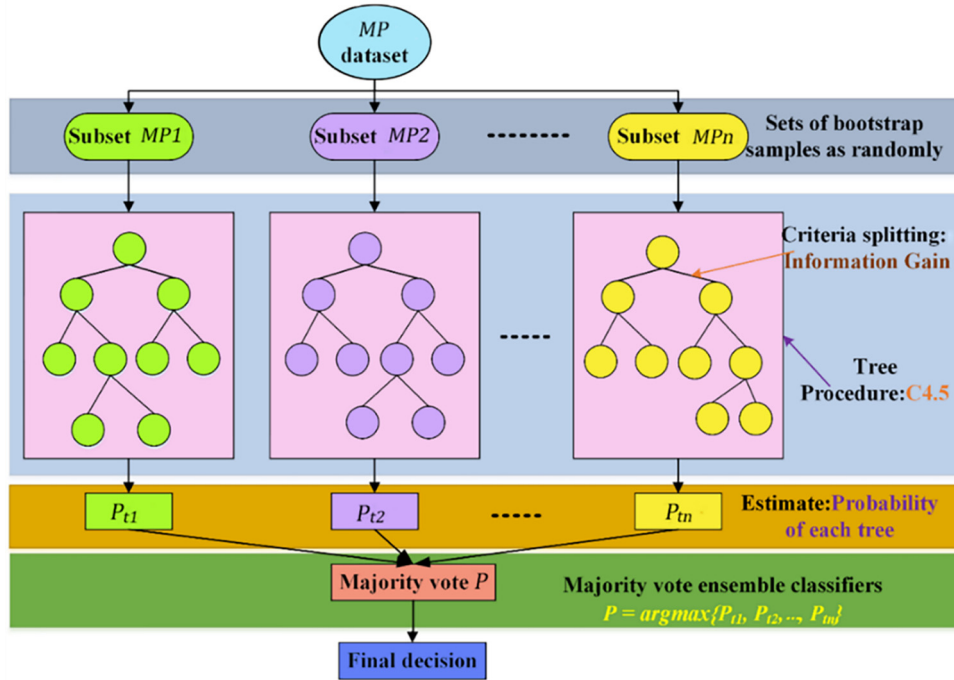 MP
dataset
Subset MP1
Subset MP2
Subset MPn
Sets of bootstrap
samples as randomly
Criteria splitting:
Information Gain
Tree
Procedure:C4.5
Pt1
Pt2
Ptn
Estimate:Probability
of each tree
Majority vote P
Majority vote ensemble classifiers
P = argmax{Pt1, Pt2,.., Ptn}
Final decision